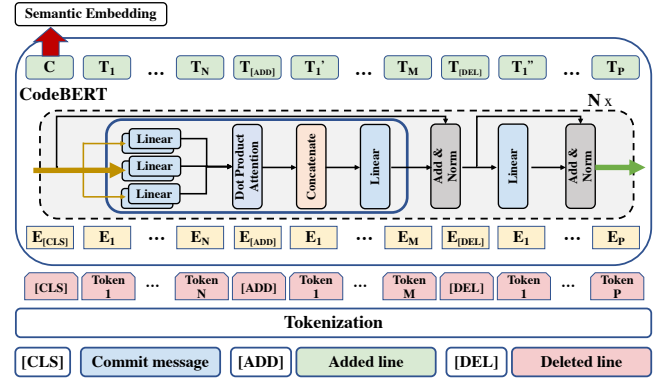 Semantic Embedding
C T1 ... TN T[ADD] T1' ... TM T[DEL] T1'' ... TP
CodeBERT
N x
Linear
Linear
Linear
Dot Product
Attention
Concatenate
Linear
Add &
Norm
Linear
Add &
Norm
E[CLS] E1 ... EN E[ADD] E1 ... EM E[DEL] E1 ... EP
[CLS] Token 1 ... Token N [ADD] Token 1 ... Token M [DEL] Token 1 ... Token P
Tokenization
[CLS] Commit message [ADD] Added line [DEL] Deleted line